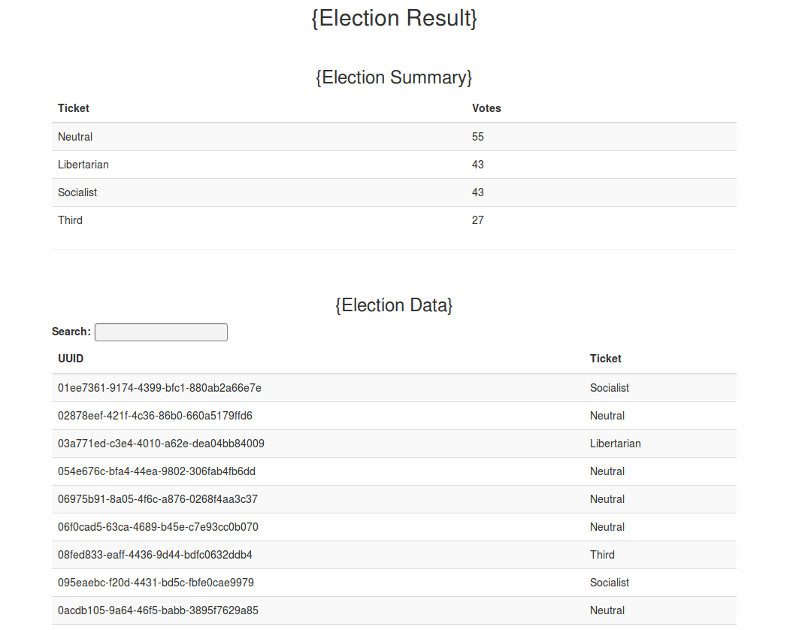 {Election Result}
{Election Summary}
Ticket Votes
Neutral 55
Libertarian 43
Socialist 43
Third 27
{Election Data}
Search:
UUID Ticket
01ee7361-9174-4399-bfc1-880ab2a66e7e Socialist
02878eef-421f-4c36-86b0-660a5179ffd6 Neutral
03a771ed-c3e4-4010-a62e-dea04bb84009 Libertarian
054e676c-bfa4-44ea-9802-306fab4fb6dd Neutral
06975b91-8a05-4f6c-a876-0268f4aa3c37 Neutral
06f0cad5-63ca-4689-b45e-c7e93cc0b070 Neutral
08fed833-eaff-4436-9d44-bdfc0632ddb4 Third
095eaebc-f20d-4431-bd5c-fbfe0cae9979 Socialist
0acdb105-9a64-46f5-babb-3895f7629a85 Neutral